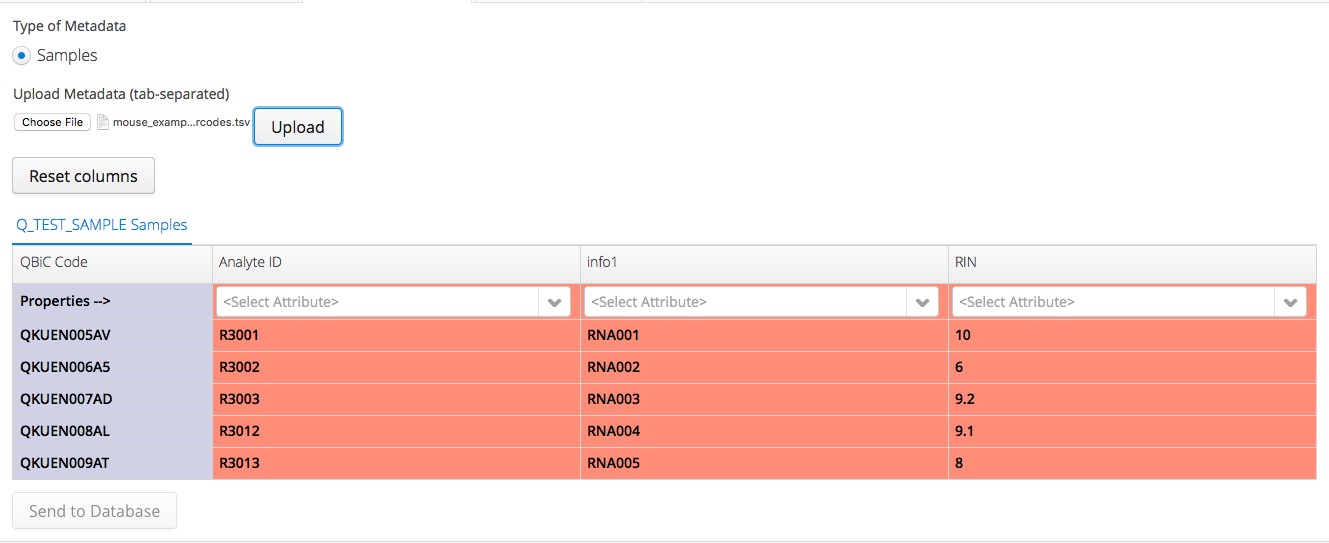 Type of Metadata
Samples
Upload Metadata (tab-separated)
Choose File mouse_examp...rcodes.tsv Upload
Reset columns
Q_TEST_SAMPLE Samples
QBiC Code Analyte ID info1 RIN
Properties --> <Select Attribute> <Select Attribute> <Select Attribute>
QKUEN005AV R3001 RNA001 10
QKUEN006A5 R3002 RNA002 6
QKUEN007AD R3003 RNA003 9.2
QKUEN008AL R3012 RNA004 9.1
QKUEN009AT R3013 RNA005 8
Send to Database